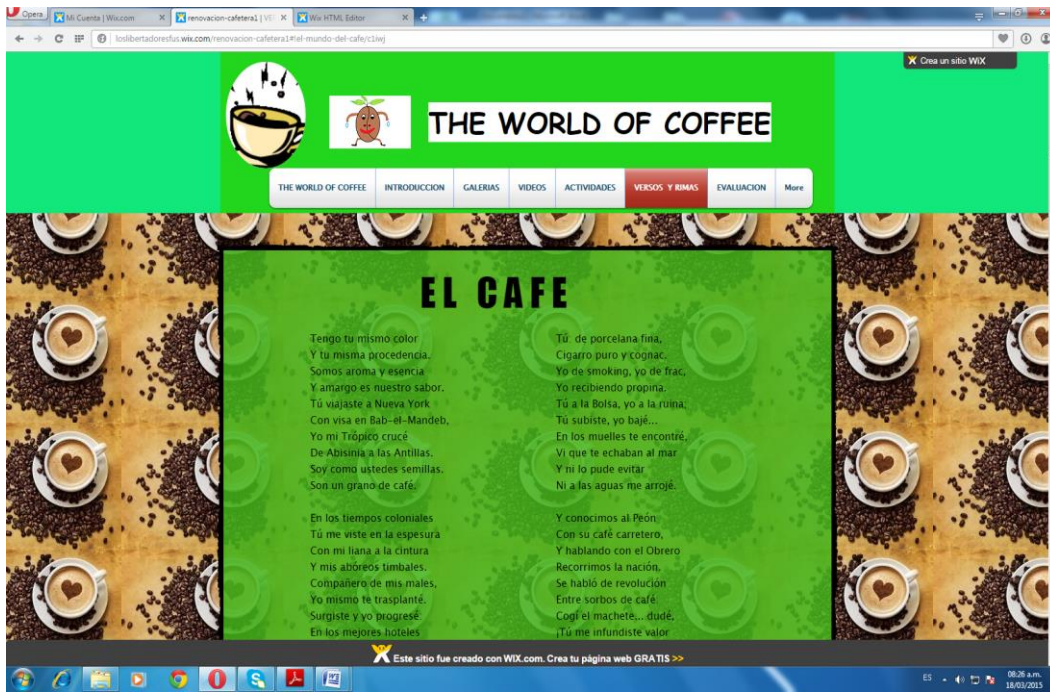 Opera
Mi Cuenta | Wix.com
renovacion-cafetera1 | VE
Wix HTML Editor
loslibertadoresfus.wix.com/renovacion-cafetera1#!el-mundo-del-cafe/c1iwj
Crea un sitio WiX
THE WORLD OF COFFEE
THE WORLD OF COFFEE
INTRODUCCION
GALERIAS
VIDEOS
ACTIVIDADES
VERSOS Y RIMAS
EVALUACION
More
EL CAFE
Tengo tu mismo color
Y tu misma procedencia.
Somos aroma y esencia
Y amargo es nuestro sabor.
Tú viajaste a Nueva York
Con visa en Bab-el-Mandeb,
Yo mi Trópico crucé
De Abisinia a las Antillas.
Soy como ustedes semillas.
Son un grano de café.
En los tiempos coloniales
Tú me viste en la espesura
Con mi liana a la cintura
Y mis abóreos timbales.
Compañero de mis males,
Yo mismo te trasplanté.
Surgiste y yo progresé:
En los mejores hoteles
Tú: de porcelana fina,
Cigarro puro y cognac.
Yo de smoking, yo de frac,
Yo recibiendo propina.
Tú a la Bolsa, yo a la ruina;
Tú subiste, yo bajé...
En los muelles te encontré,
Vi que te echaban al mar
Y ni lo pude evitar
Ni a las aguas me arrojé.
Y conocimos al Peón
Con su café carretero,
Y hablando con el Obrero
Recorrimos la nación.
Se habló de revolución
Entre sorbos de café:
Cogí el machete... dudé,
¡Tú me infundiste valor
Este sitio fue creado con WIX.com. Crea tu página web GRATIS >>
ES
08:26 a.m.
18/03/2015